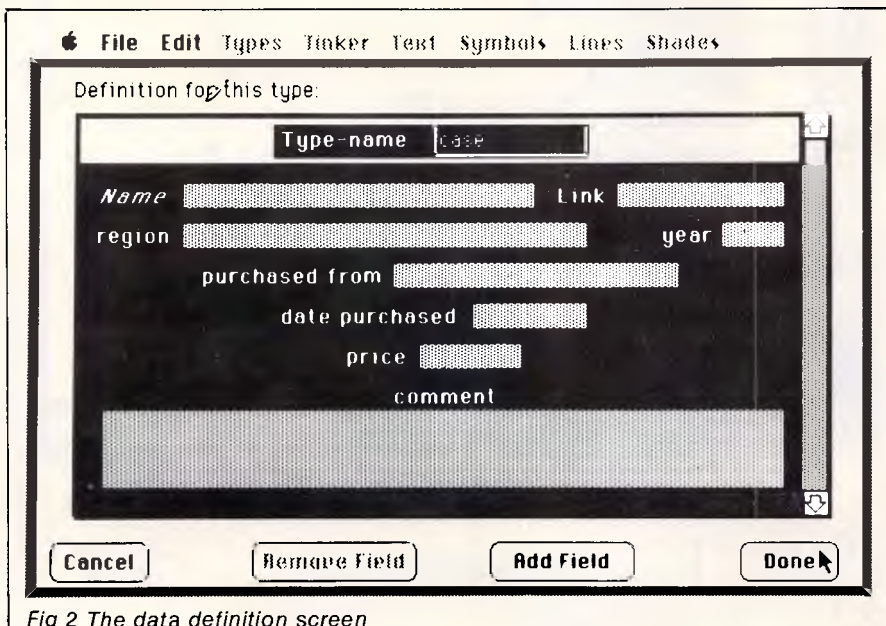 File Edit Types Tinker Text Symbols Lines Shades
Definition for this type:
Type-name case
Name Link
region year
purchased from
date purchased
price
comment
Cancel Remove Field Add Field Done
Fig 2 The data definition screen